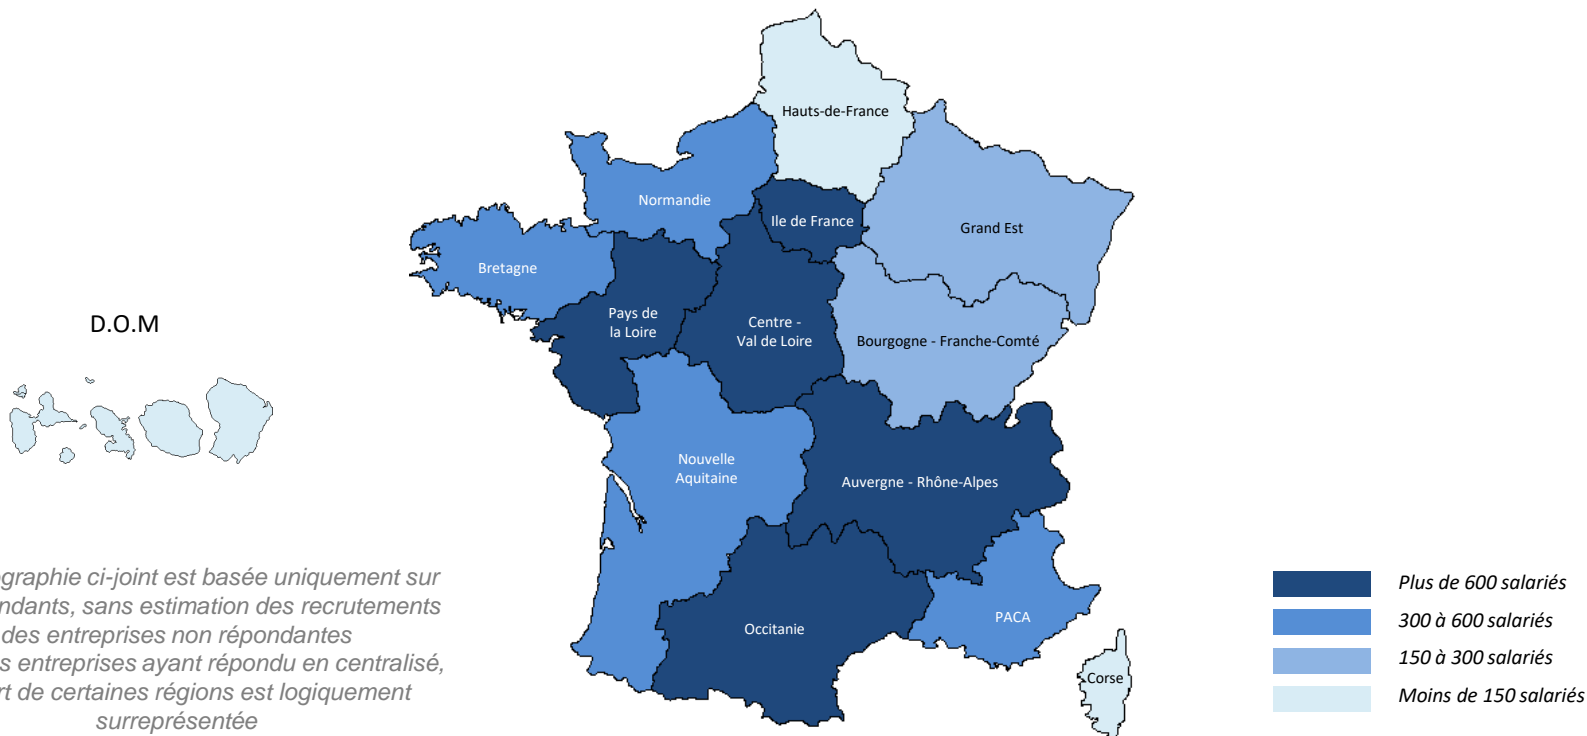 Hauts-de-France
Normandie
Ile de France
Grand Est
Bretagne
Pays de
la Loire
Centre -
Val de Loire
Bourgogne - Franche-Comté
D.O.M
Nouvelle
Aquitaine
Auvergne - Rhône-Alpes
Occitanie
PACA
Corse
ographie ci-joint est basée uniquement sur
ndants, sans estimation des recrutements
des entreprises non répondantes
s entreprises ayant répondu en centralisé,
rt de certaines régions est logiquement
surreprésentée
Plus de 600 salariés
300 à 600 salariés
150 à 300 salariés
Moins de 150 salariés